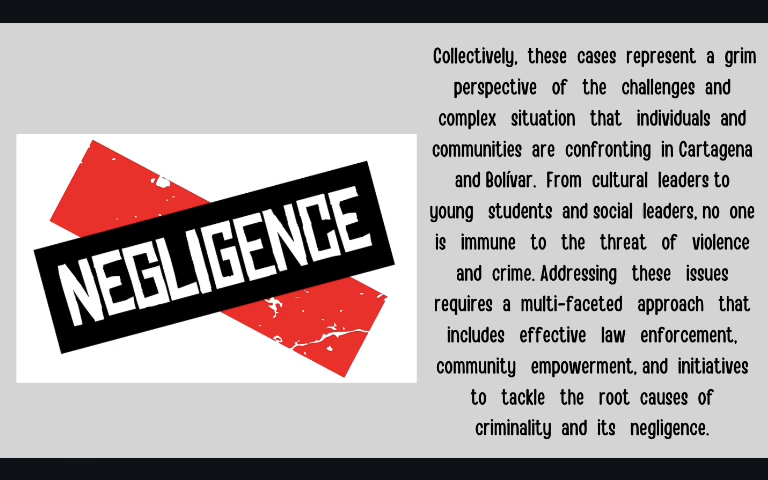 NEGLIGENCE
Collectively, these cases represent a grim
perspective of the challenges and
complex situation that individuals and
communities are confronting in Cartagena
and Bolívar. From cultural leaders to
young students and social leaders, no one
is immune to the threat of violence
and crime. Addressing these issues
requires a multi-faceted approach that
includes effective law enforcement,
community empowerment, and initiatives
to tackle the root causes of
criminality and its negligence.